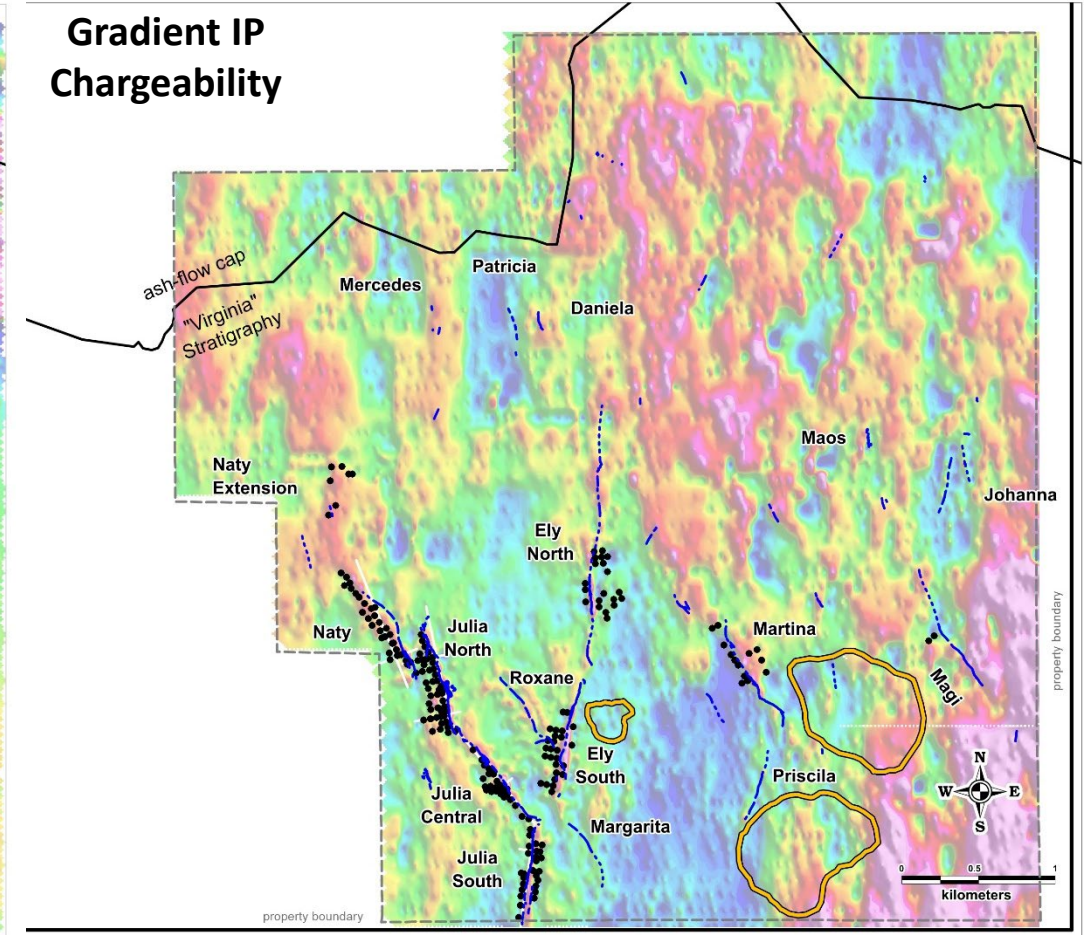 Gradient IP
Chargeability
ash-flow cap
"Virginia"
Stratigraphy
Mercedes
Patricia
Daniela
Naty
Extension
Maos
Johanna
Ely
North
Naty
Julia
North
Martina
Roxane
Magi
property boundary
Ely
South
Priscila
Julia
Central
Margarita
Julia
South
N
W
E
S
0
0.5
1
kilometers
property boundary